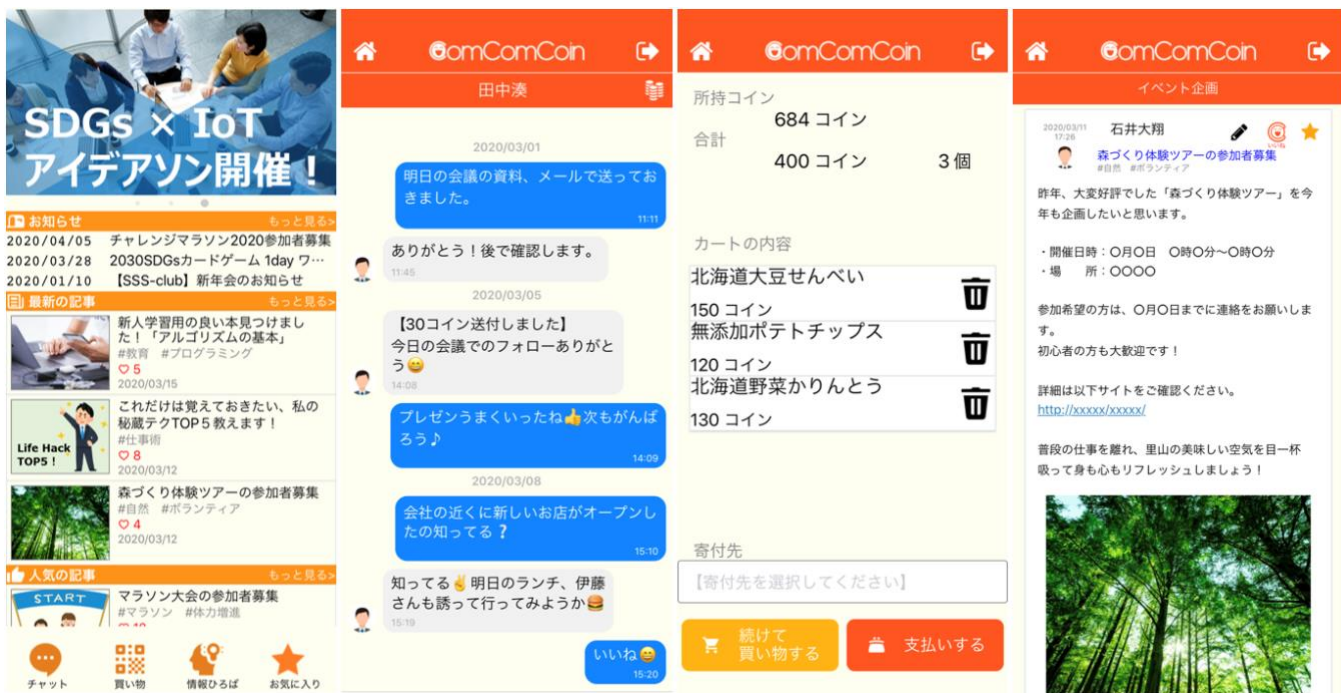 SDGs × IoT
アイデアソン開催！
お知らせ もっと見る>
2020/04/05 チャレンジマラソン2020参加者募集
2020/03/28 2030SDGsカードゲーム 1day ワ…
2020/01/10 【SSS-club】新年会のお知らせ
最新の記事 もっと見る>
新人学習用の良い本見つけまし
た！「アルゴリズムの基本」
#教育 #プログラミング
♡5
2020/03/15
Life Hack
TOP5！
これだけは覚えておきたい、私の
秘蔵テクTOP５教えます！
#仕事術
♡8
2020/03/12
森づくり体験ツアーの参加者募集
#自然 #ボランティア
♡4
2020/03/12
人気の記事 もっと見る>
START
マラソン大会の参加者募集
#マラソン #体力増進
チャット 買い物 情報ひろば お気に入り
ComComCoin
田中湊
2020/03/01
明日の会議の資料、メールで送ってお
きました。
11:11
ありがとう！後で確認します。
11:45
2020/03/05
【30コイン送付しました】
今日の会議でのフォローありがと
う😄
14:08
プレゼンうまくいったね👍次もがんば
ろう♪
14:09
2020/03/08
会社の近くに新しいお店がオープンし
たの知ってる？
15:10
知ってる✌明日のランチ、伊藤
さんも誘って行ってみようか🍔
15:19
いいね😄
15:20
ComComCoin
所持コイン
684 コイン
合計
400 コイン 3 個
カートの内容
北海道大豆せんべい
150 コイン
無添加ポテトチップス
120 コイン
北海道野菜かりんとう
130 コイン
寄付先
【寄付先を選択してください】
続けて
買い物する
支払いする
ComComCoin
イベント企画
2020/03/11
17:26
石井大翔
いいね
森づくり体験ツアーの参加者募集
#自然 #ボランティア
昨年、大変好評でした「森づくり体験ツアー」を今
年も企画したいと思います。
・開催日時：〇月〇日 〇時〇分～〇時〇分
・場 所：〇〇〇〇
参加希望の方は、〇月〇日までに連絡をお願いしま
す。
初心者の方も大歓迎です！
詳細は以下サイトをご確認ください。
http://xxxxx/xxxxx/
普段の仕事を離れ、里山の美味しい空気を目一杯
吸って身も心もリフレッシュしましょう！